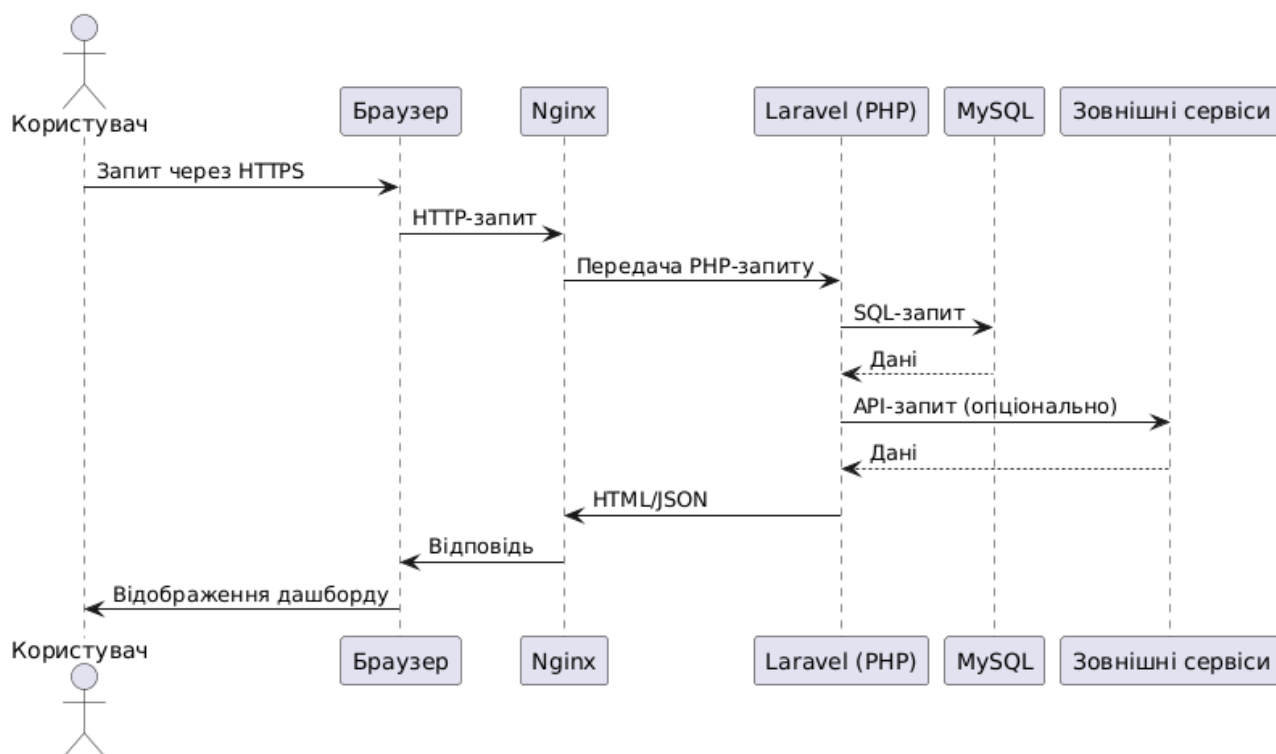 Користувач
Браузер
Nginx
Laravel (PHP)
MySQL
Зовнішні сервіси
Запит через HTTPS
HTTP-запит
Передача PHP-запиту
SQL-запит
Дані
API-запит (опціонально)
Дані
HTML/JSON
Відповідь
Відображення дашборду
Користувач
Браузер
Nginx
Laravel (PHP)
MySQL
Зовнішні сервіси